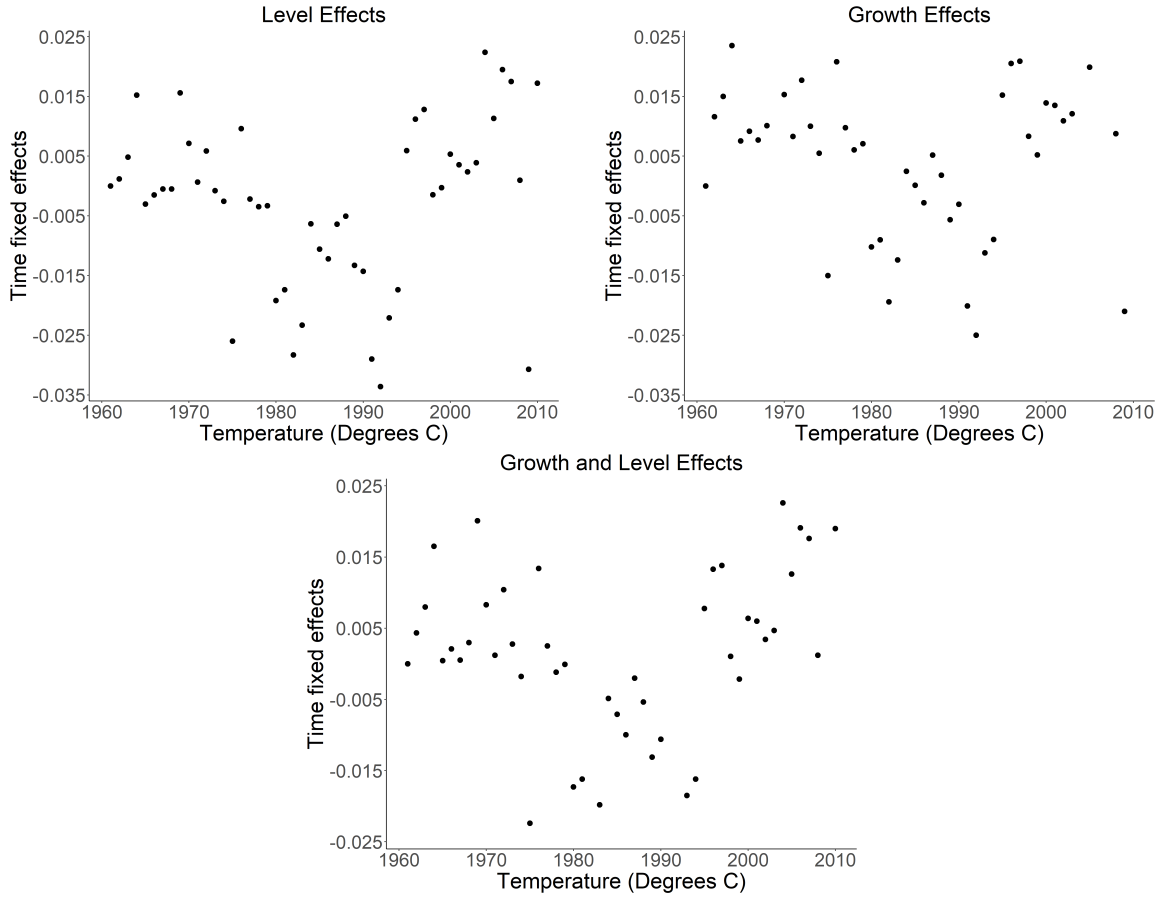 Level Effects
0.025
0.015
0.005
-0.005
-0.015
-0.025
-0.035
Time fixed effects
1960 1970 1980 1990 2000 2010
Temperature (Degrees C)
Growth Effects
0.025
0.015
0.005
-0.005
-0.015
-0.025
-0.035
Time fixed effects
1960 1970 1980 1990 2000 2010
Temperature (Degrees C)
Growth and Level Effects
0.025
0.015
0.005
-0.005
-0.015
-0.025
Time fixed effects
1960 1970 1980 1990 2000 2010
Temperature (Degrees C)